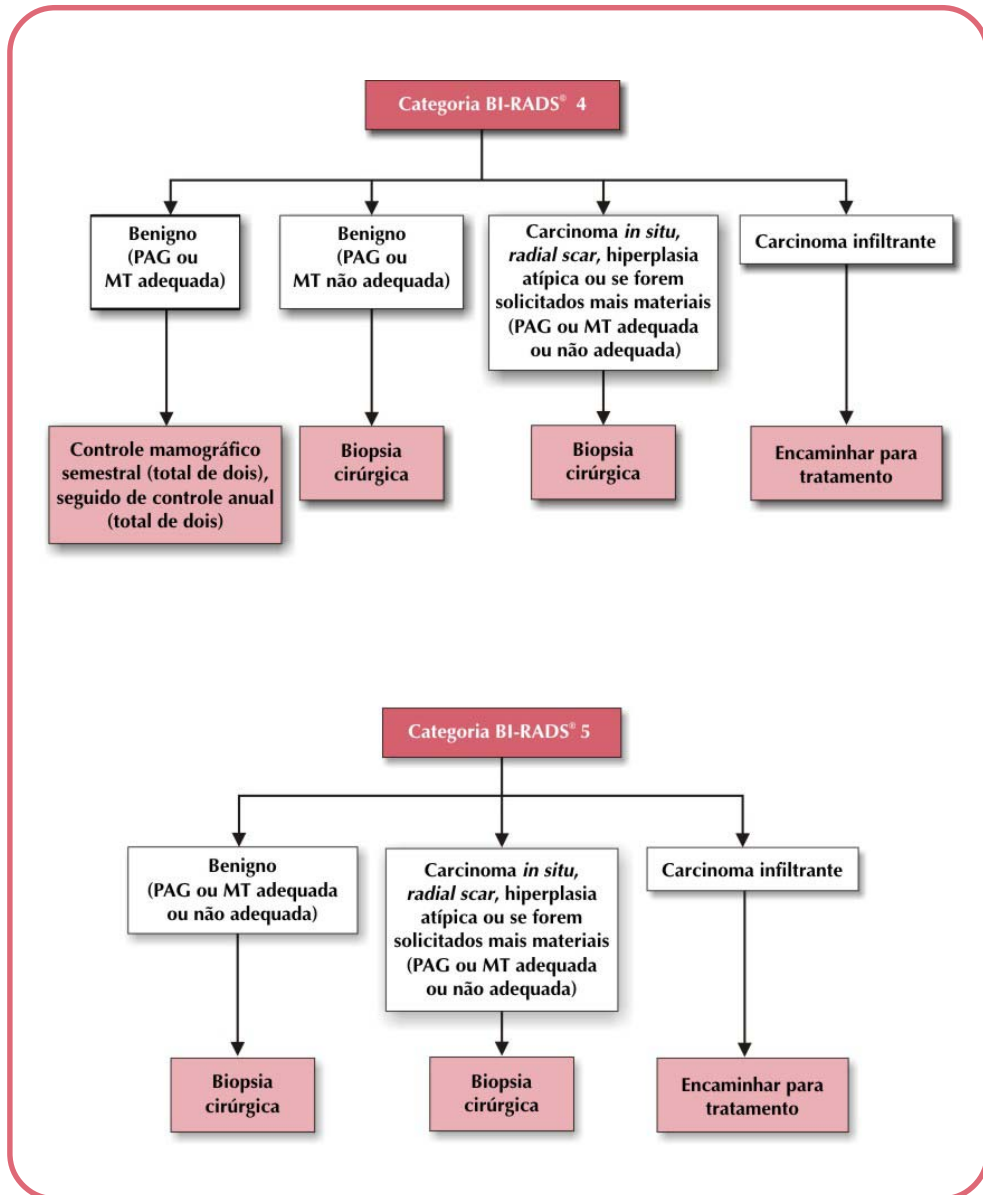 Categoria BI-RADS® 4
Benigno
(PAG ou
MT adequada)
Benigno
(PAG ou
MT não adequada)
Carcinoma in situ,
radial scar, hiperplasia
atípica ou se forem
solicitados mais materiais
(PAG ou MT adequada
ou não adequada)
Carcinoma infiltrante
Controle mamográfico
semestral (total de dois),
seguido de controle anual
(total de dois)
Biopsia
cirúrgica
Biopsia
cirúrgica
Encaminhar para
tratamento
Categoria BI-RADS® 5
Benigno
(PAG ou MT adequada
ou não adequada)
Carcinoma in situ,
radial scar, hiperplasia
atípica ou se forem
solicitados mais materiais
(PAG ou MT adequada
ou não adequada)
Carcinoma infiltrante
Biopsia
cirúrgica
Biopsia
cirúrgica
Encaminhar para
tratamento